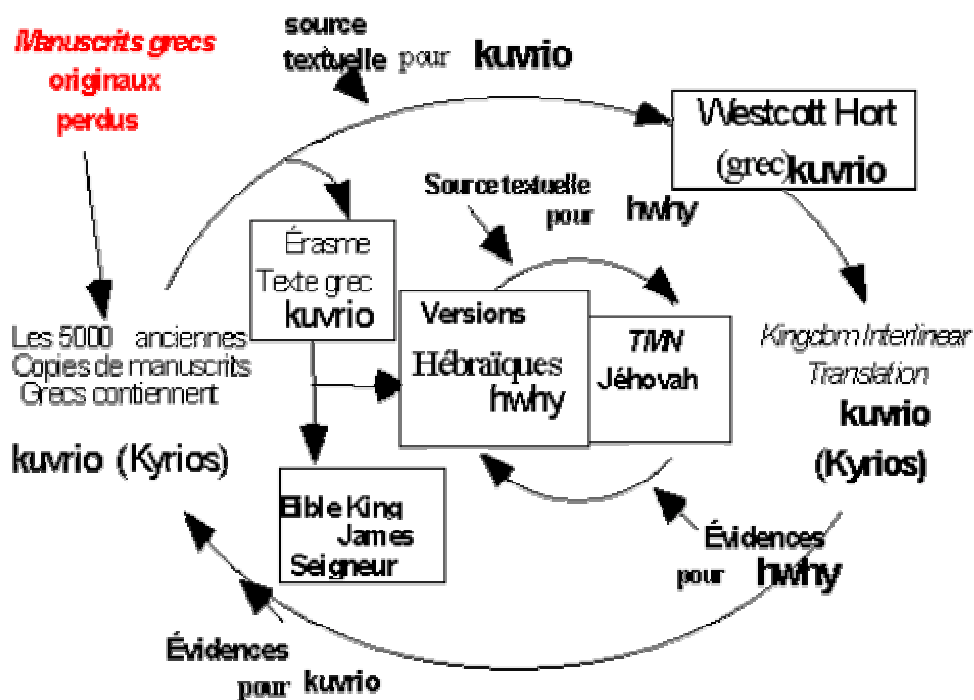 Manuscrits grecs
originaux
perdus
source
textuelle pour kuvrio
Westcott Hort
(grec)kuvrio
Source textuelle
pour hwhy
Érasme
Texte grec
kuvrio
Les 5000 anciennes
Copies de manuscrits
Grecs contiennent
kuvrio (Kyrios)
Versions
Hébraïques
hwhy
TMN
Jéhovah
Kingdom Interlinear
Translation
kuvrio
(Kyrios)
Bible King
James
Seigneur
Évidences
pour hwhy
Évidences
pour kuvrio